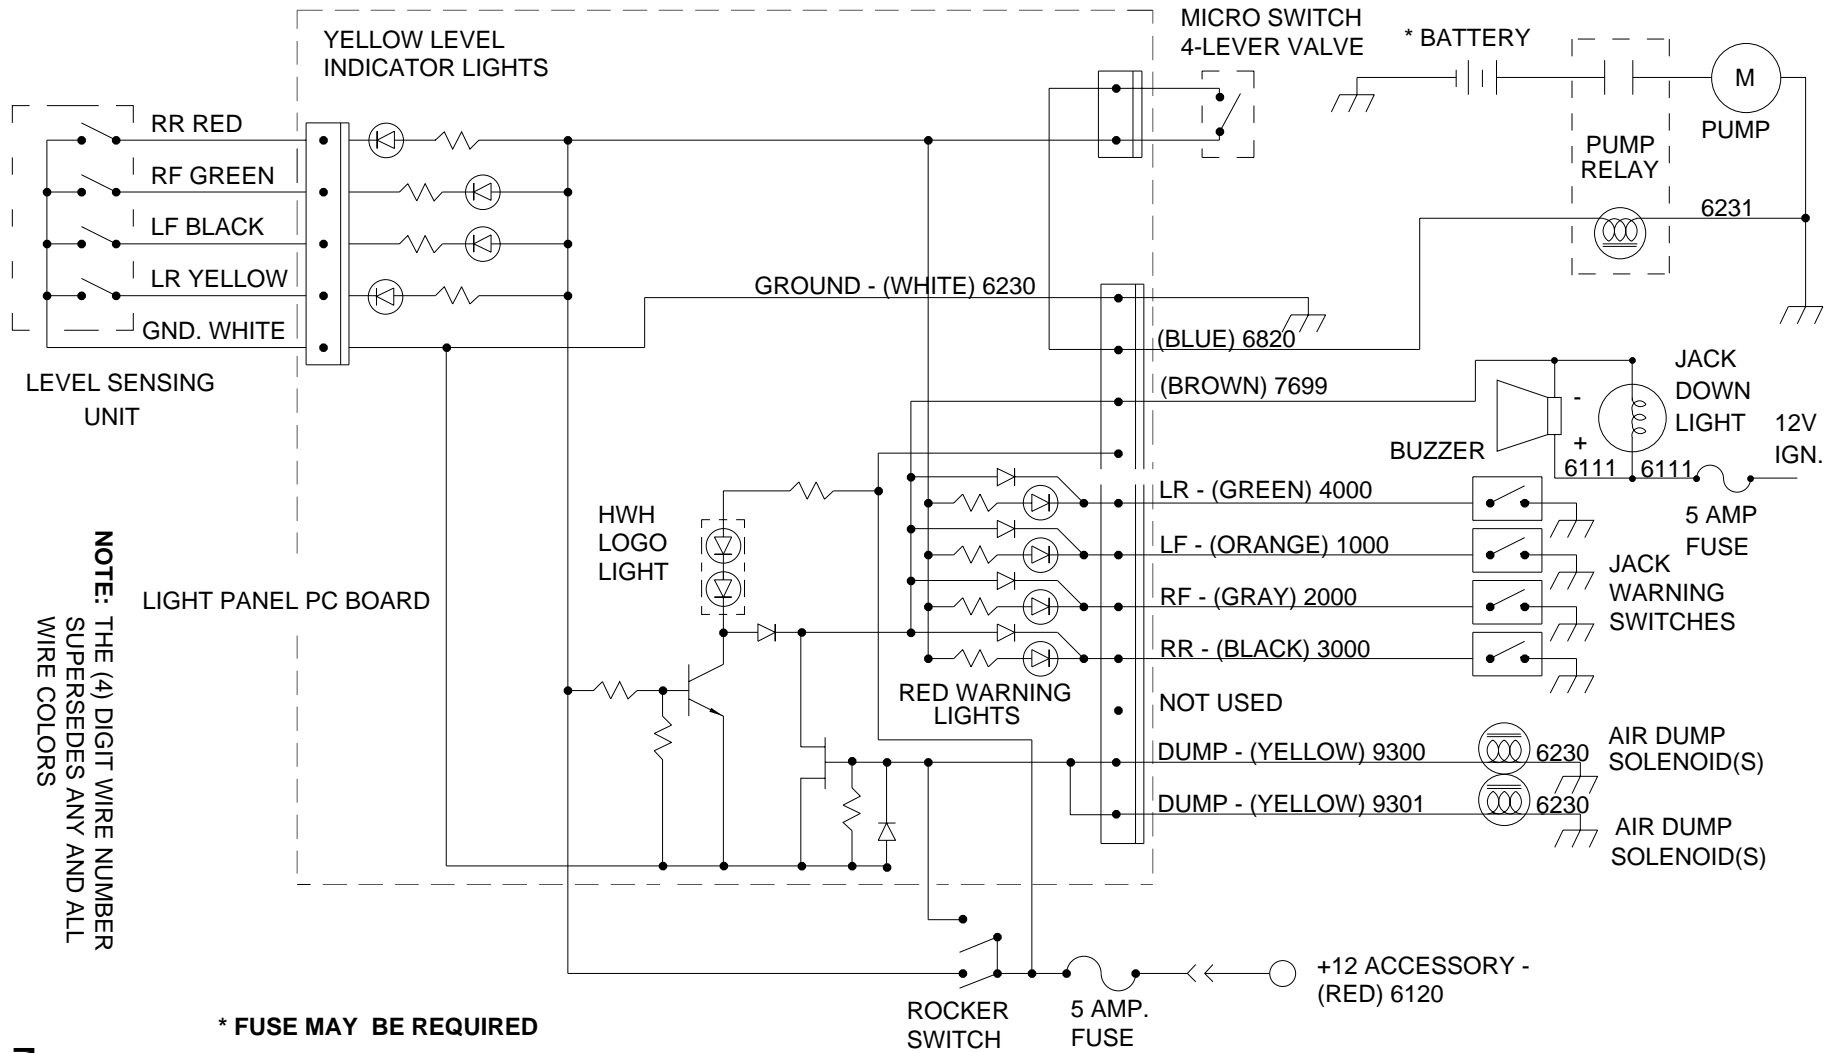 YELLOW LEVEL
INDICATOR LIGHTS
MICRO SWITCH
4-LEVER VALVE
* BATTERY
M
PUMP
PUMP
RELAY
6231
RR RED
RF GREEN
LF BLACK
LR YELLOW
GND. WHITE
LEVEL SENSING
UNIT
GROUND - (WHITE) 6230
(BLUE) 6820
(BROWN) 7699
BUZZER
-
+
6111
6111
JACK
DOWN
LIGHT
12V
IGN.
5 AMP
FUSE
HWH
LOGO
LIGHT
LR - (GREEN) 4000
LF - (ORANGE) 1000
RF - (GRAY) 2000
RR - (BLACK) 3000
JACK
WARNING
SWITCHES
RED WARNING
LIGHTS
NOT USED
DUMP - (YELLOW) 9300
6230
AIR DUMP
SOLENOID(S)
DUMP - (YELLOW) 9301
6230
AIR DUMP
SOLENOID(S)
LIGHT PANEL PC BOARD
NOTE: THE (4) DIGIT WIRE NUMBER
SUPERSEDES ANY AND ALL
WIRE COLORS
ROCKER
SWITCH
5 AMP.
FUSE
+12 ACCESSORY -
(RED) 6120
* FUSE MAY BE REQUIRED